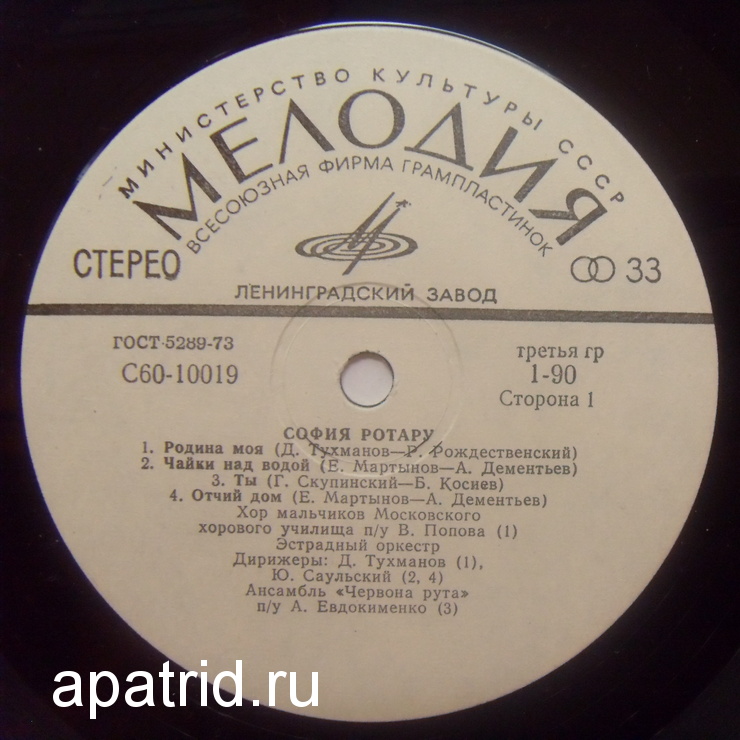 МИНИСТЕРСТВО КУЛЬТУРЫ СССР
МЕЛОДИЯ
ВСЕСОЮЗНАЯ ФИРМА ГРАМПЛАСТИНОК
СТЕРЕО
33
ЛЕНИНГРАДСКИЙ ЗАВОД
ГОСТ·5289-73
третья гр
С60-10019
1-90
Сторона 1
СОФИЯ РОТАРУ
1. Родина моя (Д. Тухманов—Р. Рождественский)
2. Чайки над водой (Е. Мартынов—А. Дементьев)
3. Ты (Г. Скупинский—Б. Косиев)
4. Отчий дом (Е. Мартынов—А. Дементьев)
Хор мальчиков Московского
хорового училища п/у В. Попова (1)
Эстрадный оркестр
Дирижеры: Д. Тухманов (1),
Ю. Саульский (2, 4)
Ансамбль «Червона рута»
п/у А. Евдокименко (3)
apatrid.ru